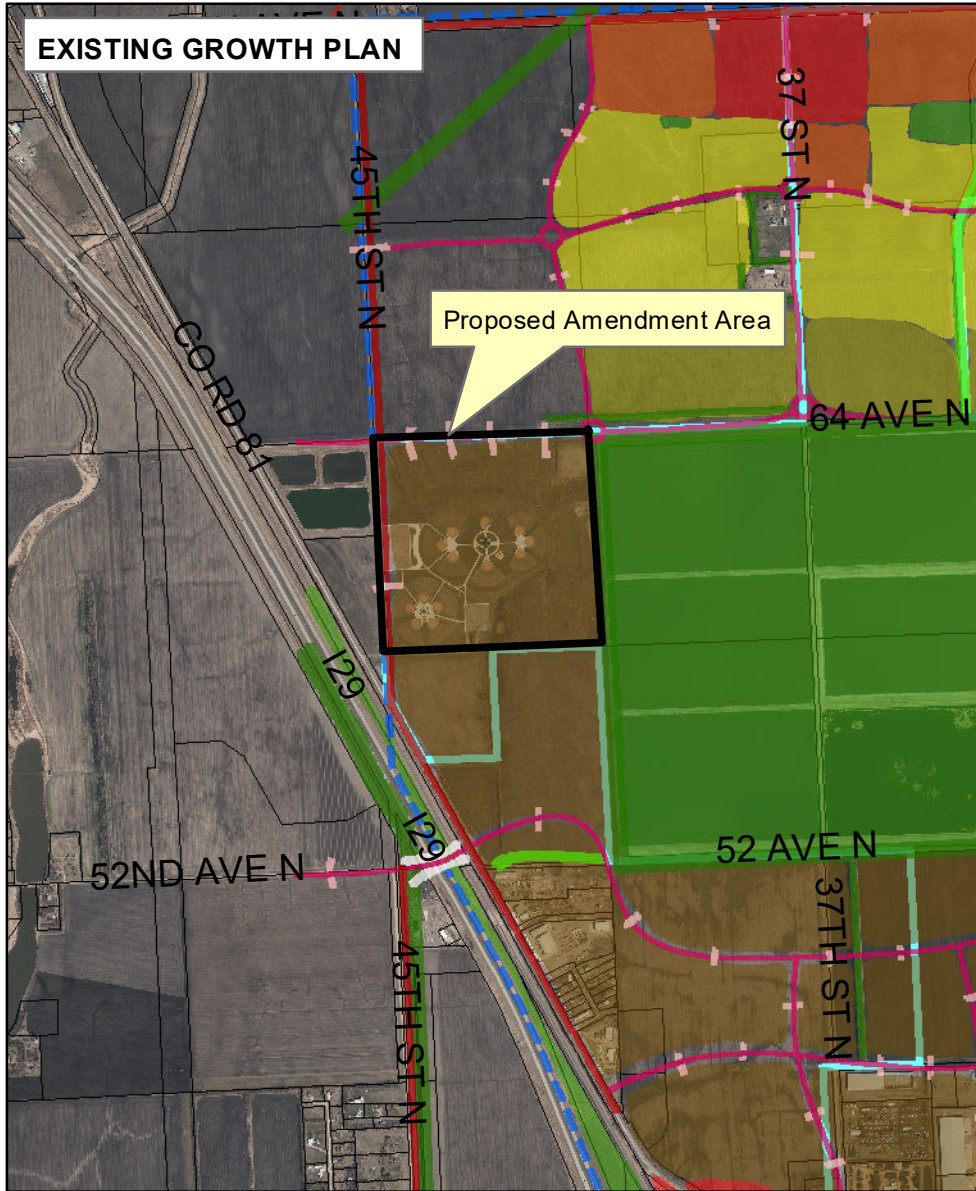 AVE N
EXISTING GROWTH PLAN
37 ST N
45TH ST N
Proposed Amendment Area
CO RD 81
64 AVE N
I29
I29
52 AVE N
52ND AVE N
37TH ST N
45TH ST N